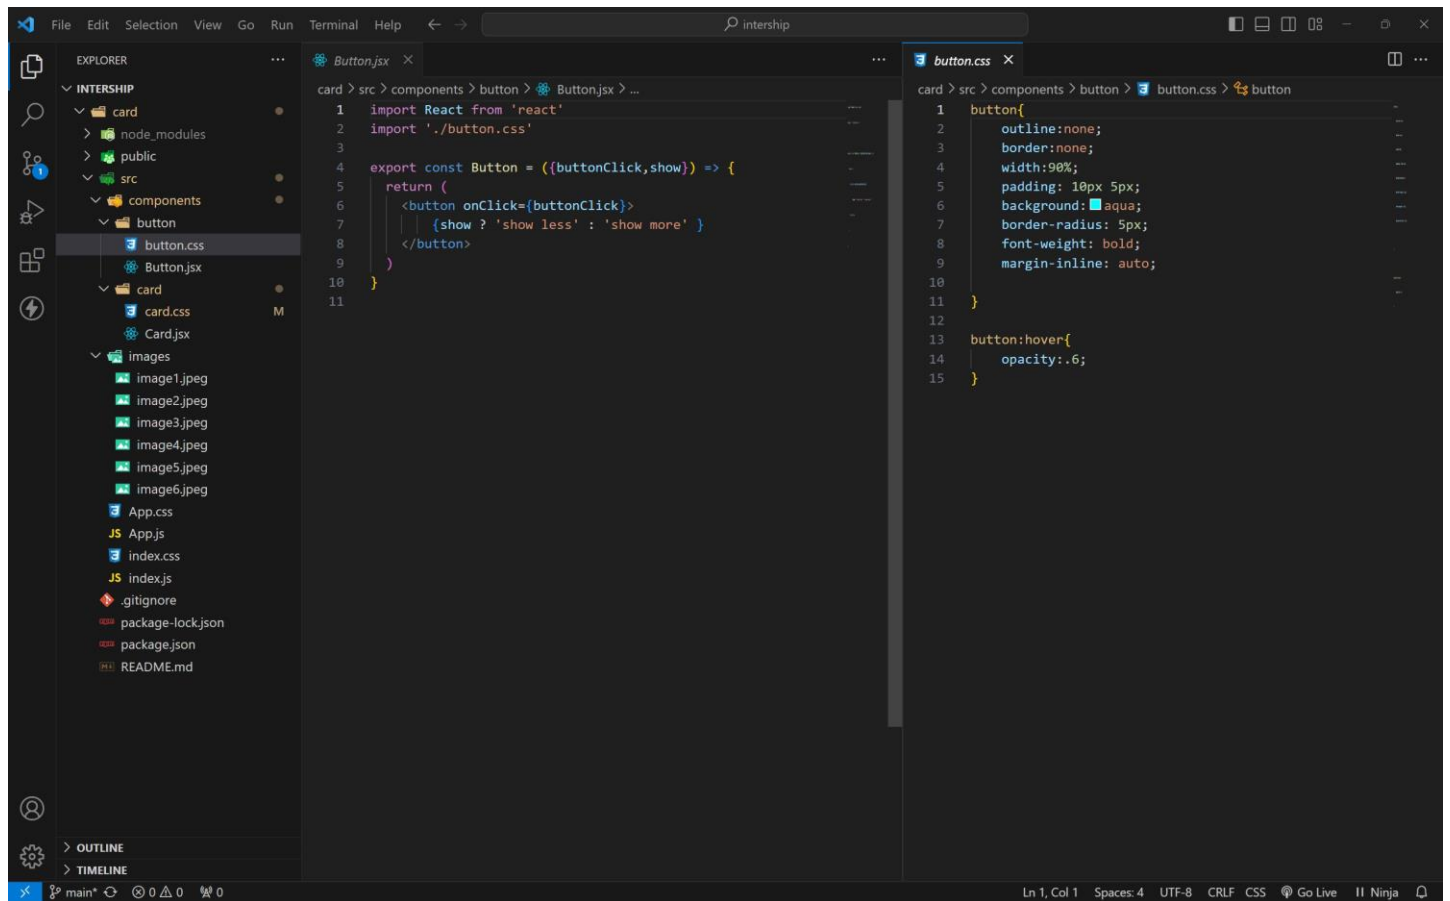 File Edit Selection View Go Run Terminal Help
intership
EXPLORER
INTERSHIP
card
node_modules
public
src
components
button
button.css
Button.jsx
card
card.css M
Card.jsx
images
image1.jpeg
image2.jpeg
image3.jpeg
image4.jpeg
image5.jpeg
image6.jpeg
App.css
JS App.js
index.css
JS index.js
.gitignore
package-lock.json
package.json
README.md
OUTLINE
TIMELINE
Button.jsx
card > src > components > button > Button.jsx > ...
1 import React from 'react'
2 import './button.css'
3
4 export const Button = ({buttonClick,show}) => {
5 return (
6 <button onClick={buttonClick}>
7 {show ? 'show less' : 'show more' }
8 </button>
9 )
10 }
11
button.css
card > src > components > button > button.css > button
1 button{
2 outline:none;
3 border:none;
4 width:90%;
5 padding: 10px 5px;
6 background: aqua;
7 border-radius: 5px;
8 font-weight: bold;
9 margin-inline: auto;
10
11 }
12
13 button:hover{
14 opacity:.6;
15 }
main* 0 0 0
Ln 1, Col 1 Spaces: 4 UTF-8 CRLF CSS Go Live Ninja